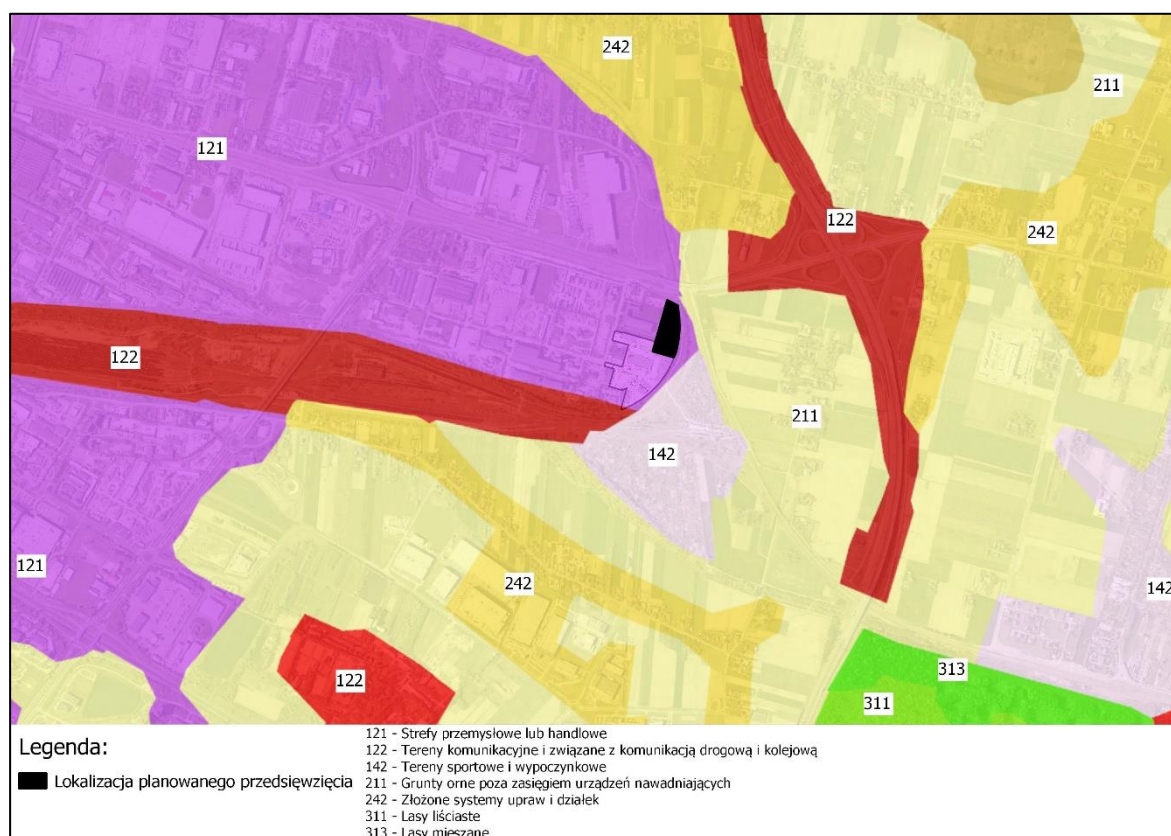 242
211
121
122
242
122
211
142
121
242
142
122
313
311
Legenda:
Lokalizacja planowanego przedsięwzięcia
121 - Strefy przemysłowe lub handlowe
122 - Tereny komunikacyjne i związane z komunikacją drogową i kolejową
142 - Tereny sportowe i wypoczynkowe
211 - Grunty orne poza zasięgiem urządzeń nawadniających
242 - Złożone systemy upraw i działek
311 - Lasy liściaste
313 - Lasy mieszane